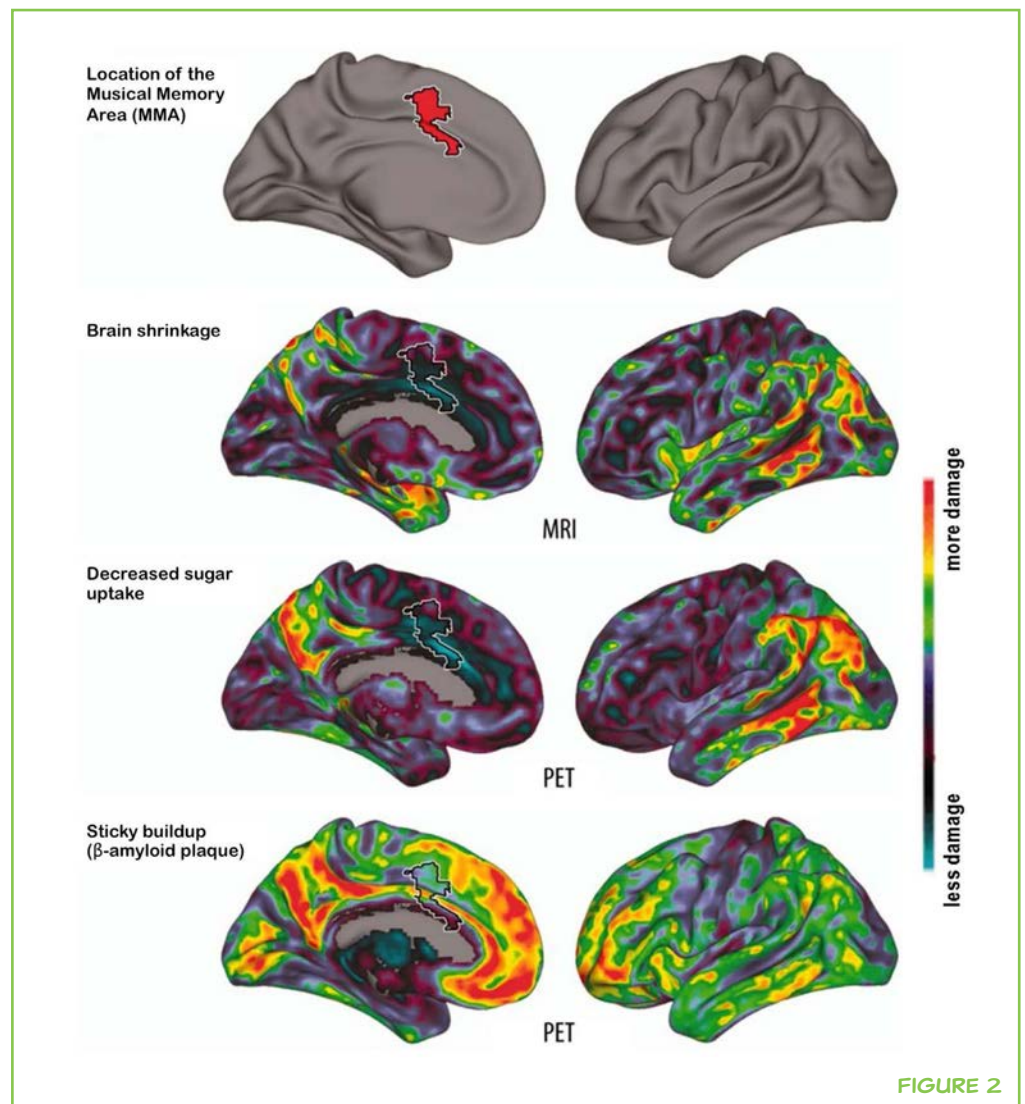 Location of the
Musical Memory
Area (MMA)
Brain shrinkage
MRI
Decreased sugar
uptake
PET
Sticky buildup
(β-amyloid plaque)
PET
more damage
less damage
FIGURE 2